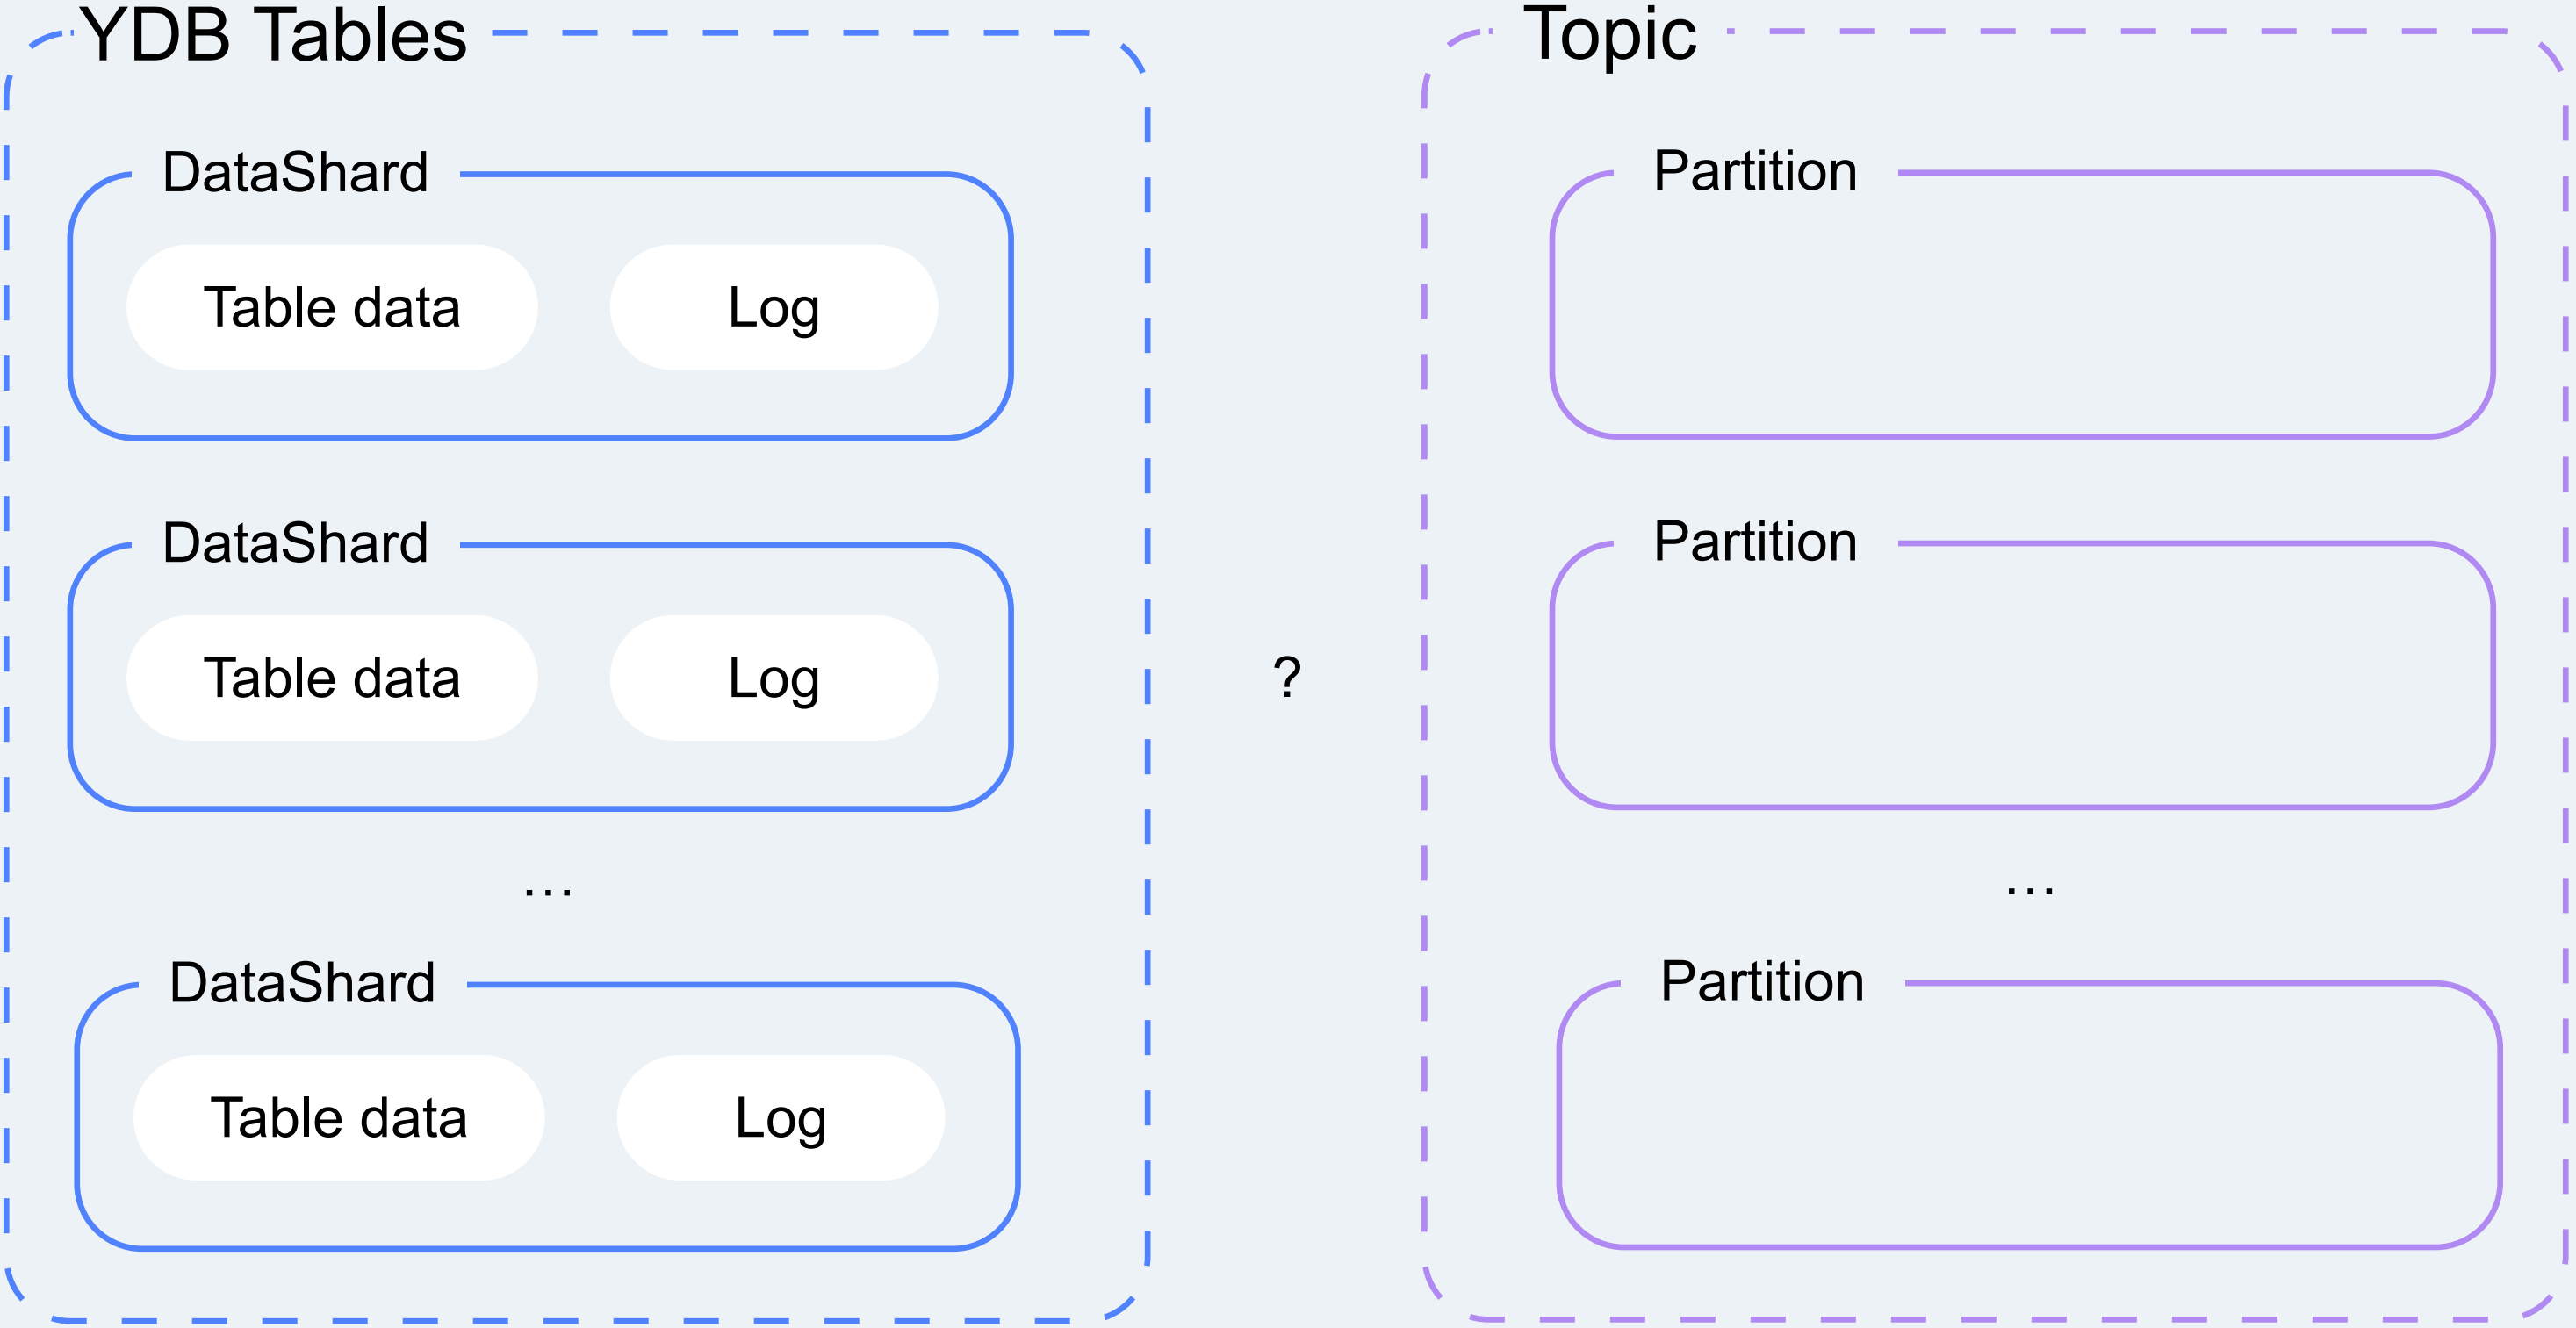 YDB Tables
DataShard
Table data
Log
DataShard
Table data
Log
...
DataShard
Table data
Log
?
Topic
Partition
Partition
...
Partition